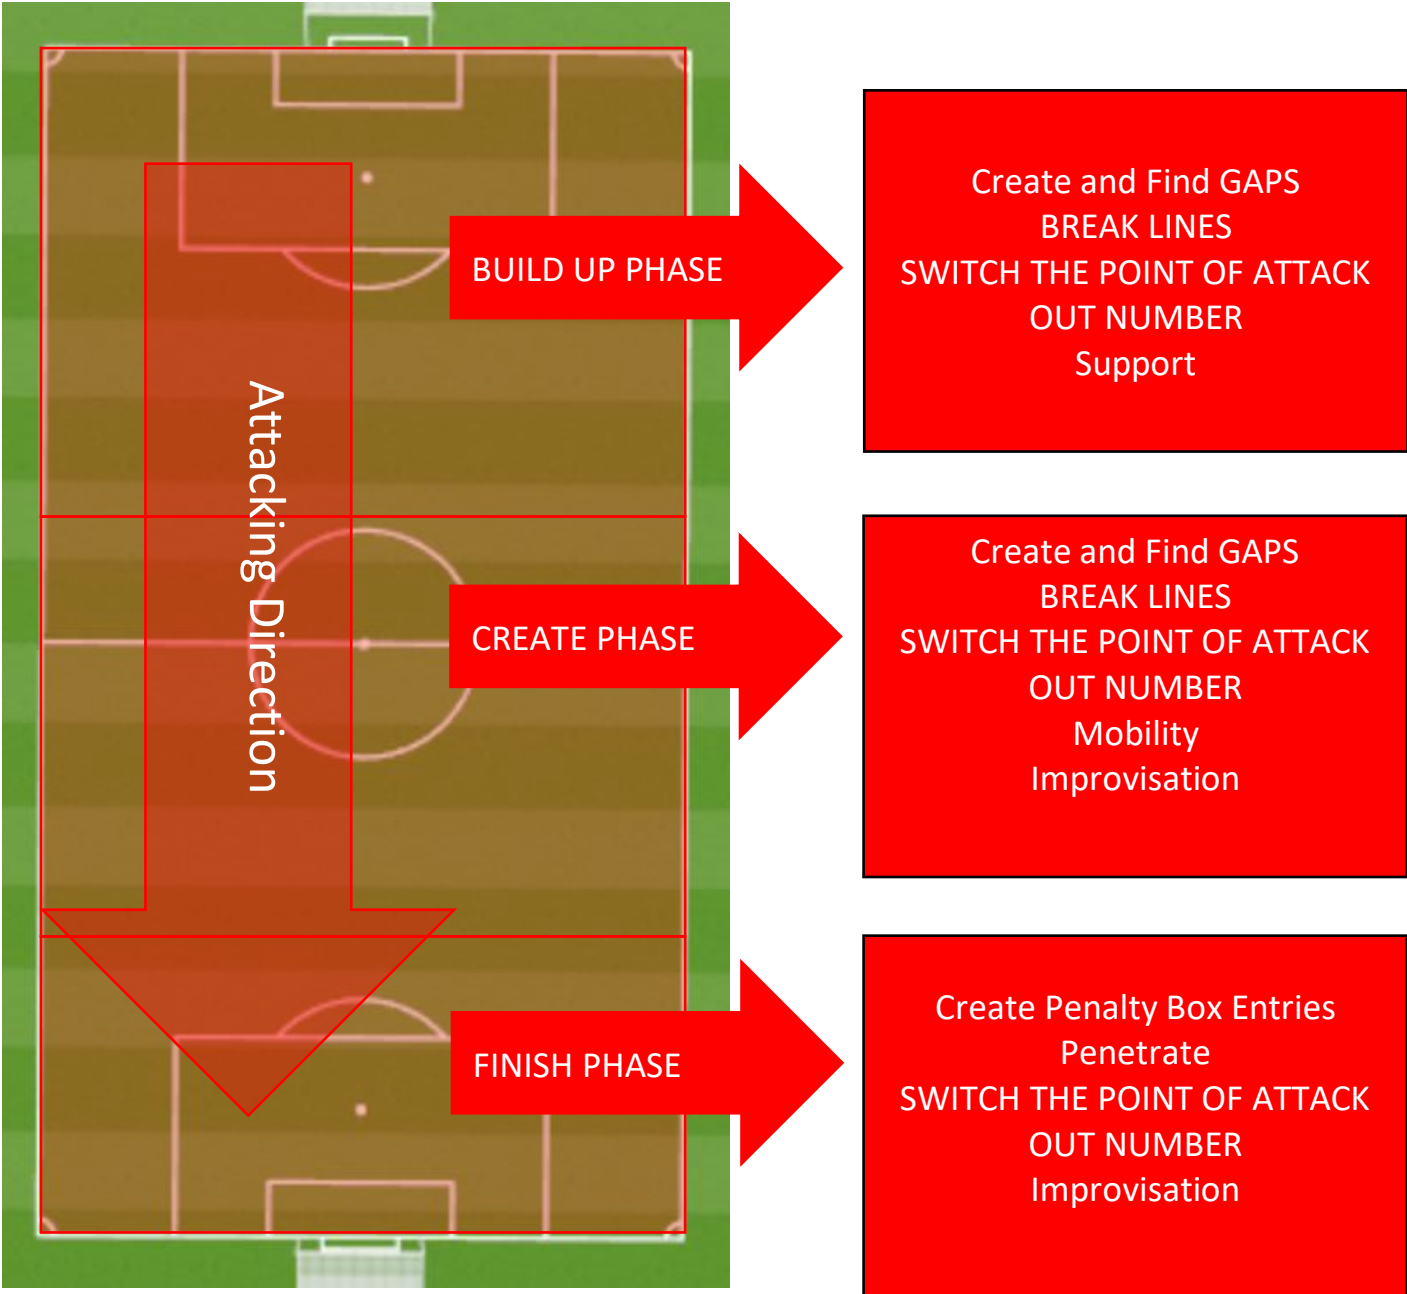 Attacking Direction
BUILD UP PHASE
Create and Find GAPS
BREAK LINES
SWITCH THE POINT OF ATTACK
OUT NUMBER
Support
CREATE PHASE
Create and Find GAPS
BREAK LINES
SWITCH THE POINT OF ATTACK
OUT NUMBER
Mobility
Improvisation
FINISH PHASE
Create Penalty Box Entries
Penetrate
SWITCH THE POINT OF ATTACK
OUT NUMBER
Improvisation